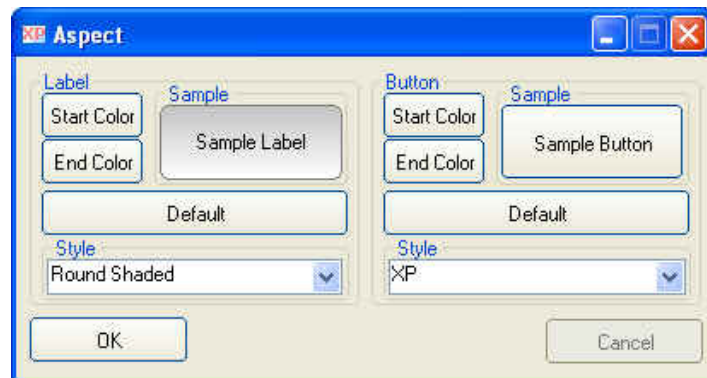 XP Aspect
Label
Start Color
End Color
Sample
Sample Label
Default
Style
Round Shaded
Button
Start Color
End Color
Sample
Sample Button
Default
Style
XP
OK
Cancel